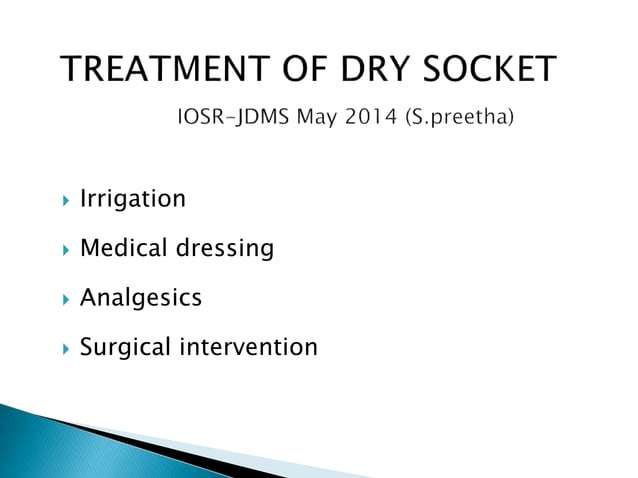 TREATMENT OF DRY SOCKET
IOSR-JDMS May 2014 (S.preetha)
Irrigation
Medical dressing
Analgesics
Surgical intervention